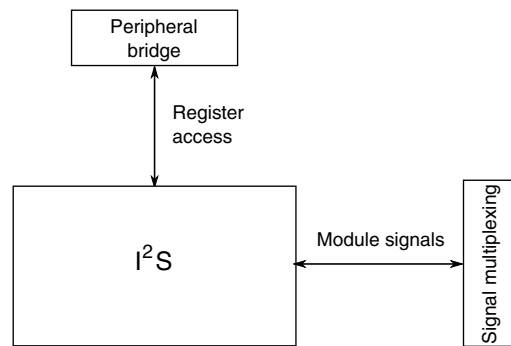 Peripheral
bridge
Register
access
I²S
Module signals
Signal multiplexing